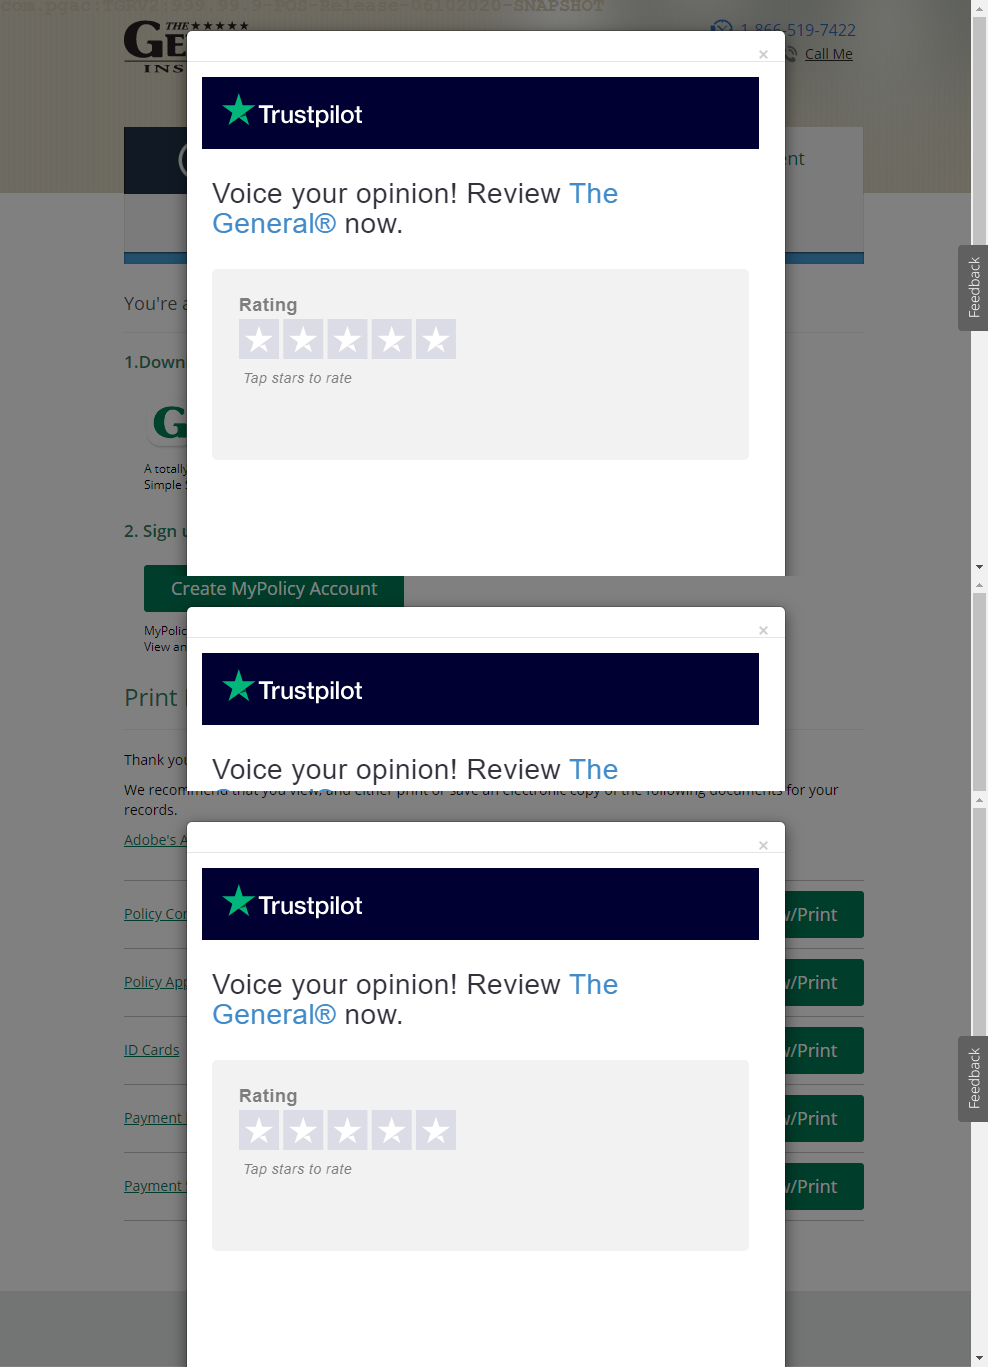 com.pgac:TGRV2:999.99.9-POS-Release-06102020-SNAPSHOT
THE
GE
INS
1-866-519-7422
Call Me
×
Trustpilot
ent
Voice your opinion! Review The
General® now.
Feedback
You're a
Rating
1.Down
Tap stars to rate
G
A totally
Simple S
2. Sign u
Create MyPolicy Account
×
MyPolic
View an
Trustpilot
Print
Thank you
Voice your opinion! Review The
We recommend that you view, and either print or save an electronic copy of the following documents for your
records.
Adobe's A
×
Trustpilot
Policy Con
w/Print
Policy App
w/Print
Voice your opinion! Review The
General® now.
ID Cards
w/Print
Feedback
Rating
Payment
w/Print
Tap stars to rate
Payment
w/Print